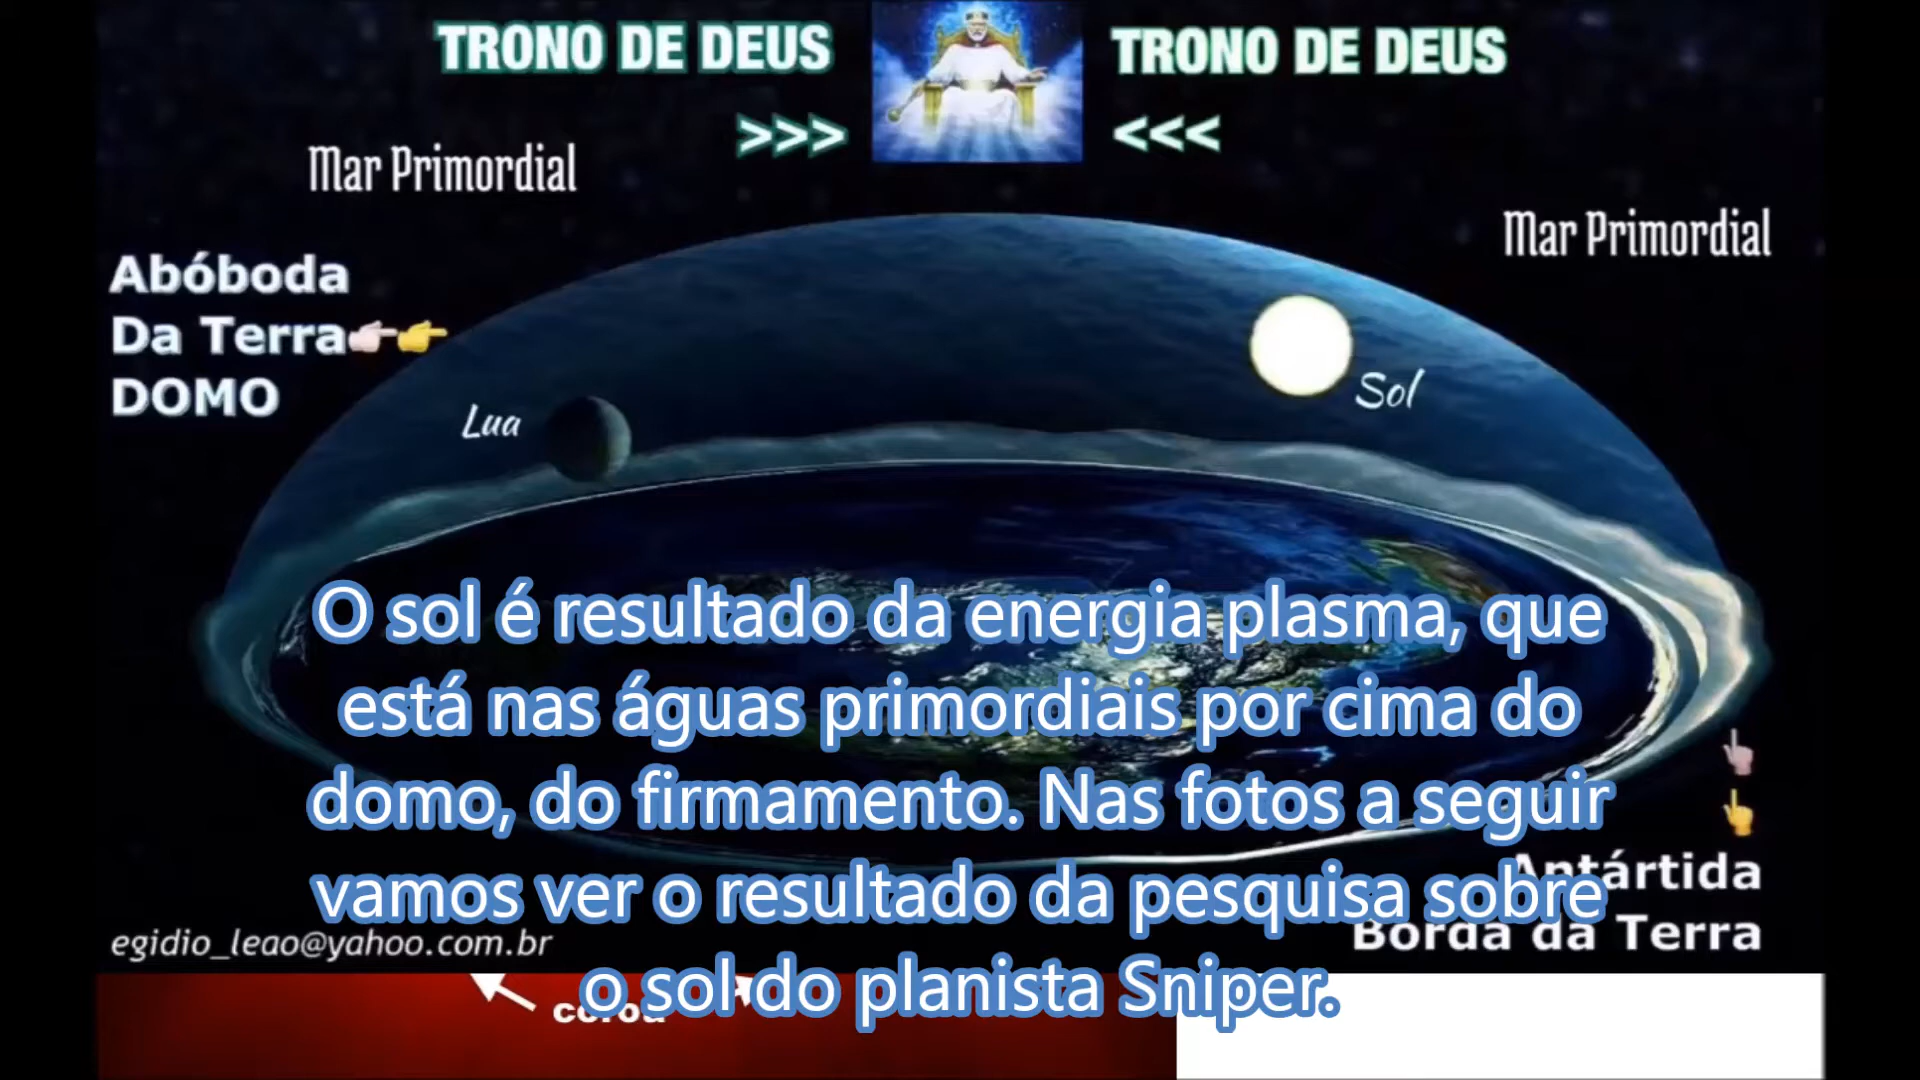 TRONO DE DEUS
TRONO DE DEUS
>>>
<<<
Mar Primordial
Mar Primordial
Abóboda
Da Terra
DOMO
Lua
Sol
O sol é resultado da energia plasma, que
está nas águas primordiais por cima do
domo, do firmamento. Nas fotos a seguir
vamos ver o resultado da pesquisa sobre
o sol do planista Sniper.
Antártida
Borda da Terra
egidio_leao@yahoo.com.br
coroa